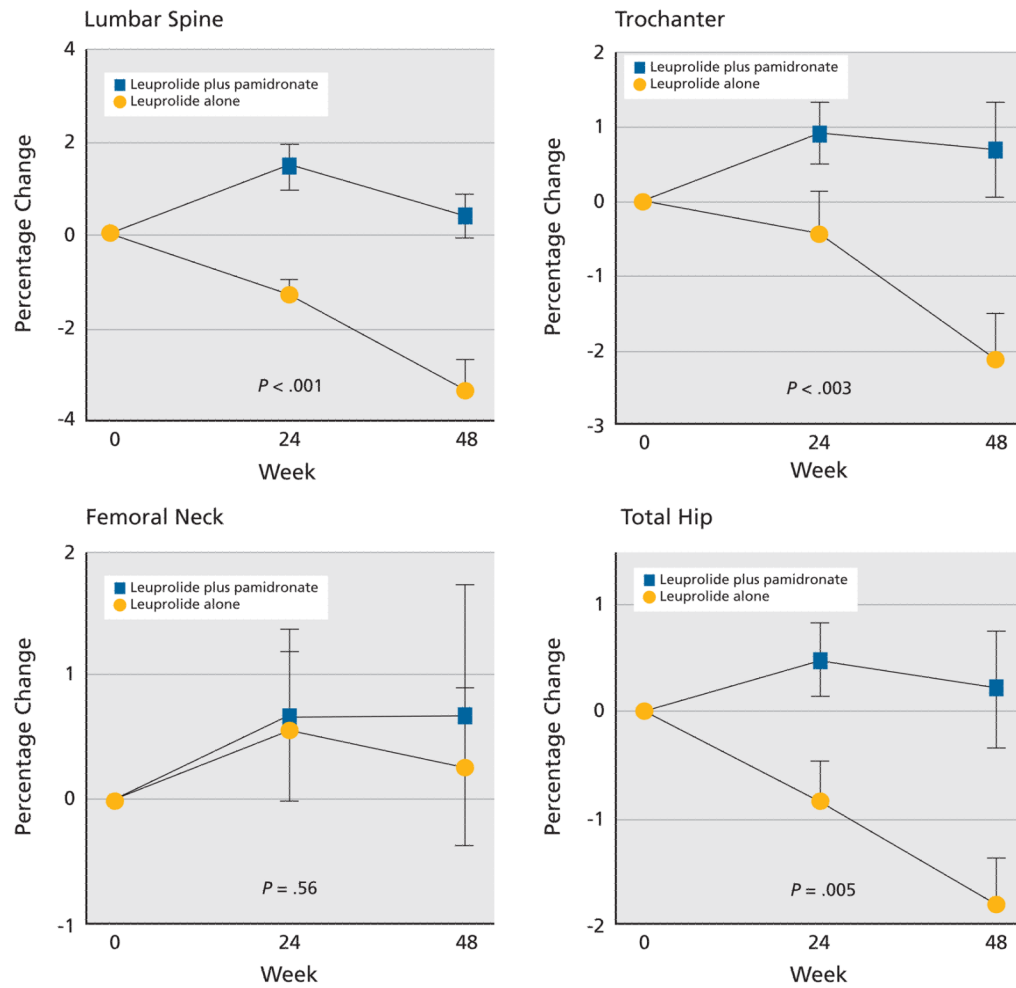 Lumbar Spine
4
2
0
-2
-4
Percentage Change
Leuprolide plus pamidronate
Leuprolide alone
P < .001
0 24 48
Week
Trochanter
2
1
0
-1
-2
-3
Percentage Change
Leuprolide plus pamidronate
Leuprolide alone
P < .003
0 24 48
Week
Femoral Neck
2
1
0
-1
Percentage Change
Leuprolide plus pamidronate
Leuprolide alone
P = .56
0 24 48
Week
Total Hip
1
0
-1
-2
Percentage Change
Leuprolide plus pamidronate
Leuprolide alone
P = .005
0 24 48
Week